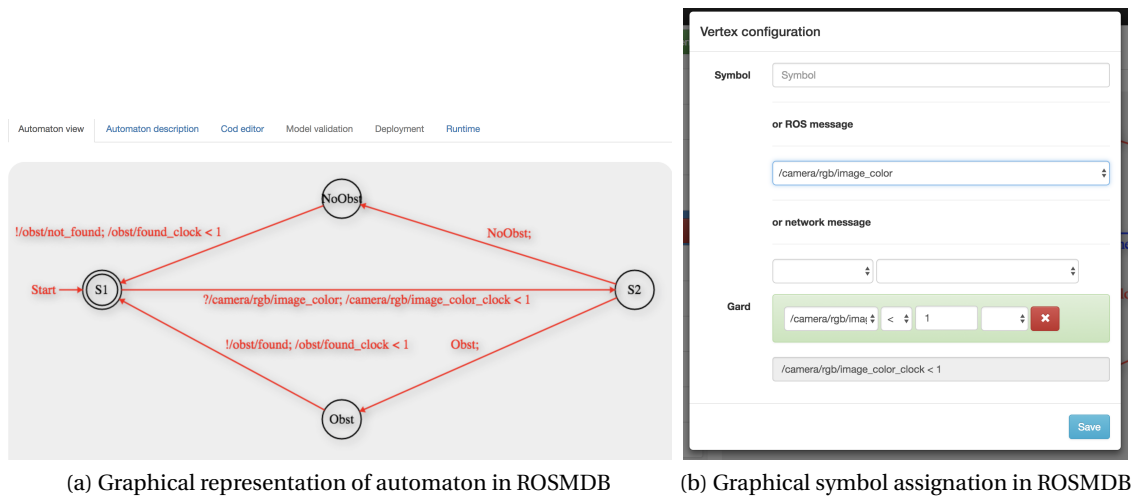 Automaton view Automaton description Cod editor Model validation Deployment Runtime
NoObst
!/obst/not_found; /obst/found_clock < 1
NoObst;
Start
S1
S2
?/camera/rgb/image_color; /camera/rgb/image_color_clock < 1
!/obst/found; /obst/found_clock < 1
Obst;
Obst
(a) Graphical representation of automaton in ROSMDB
Vertex configuration
Symbol Symbol
or ROS message
/camera/rgb/image_color
or network message
Gard /camera/rgb/ima < 1
/camera/rgb/image_color_clock < 1
Save
(b) Graphical symbol assignation in ROSMDB